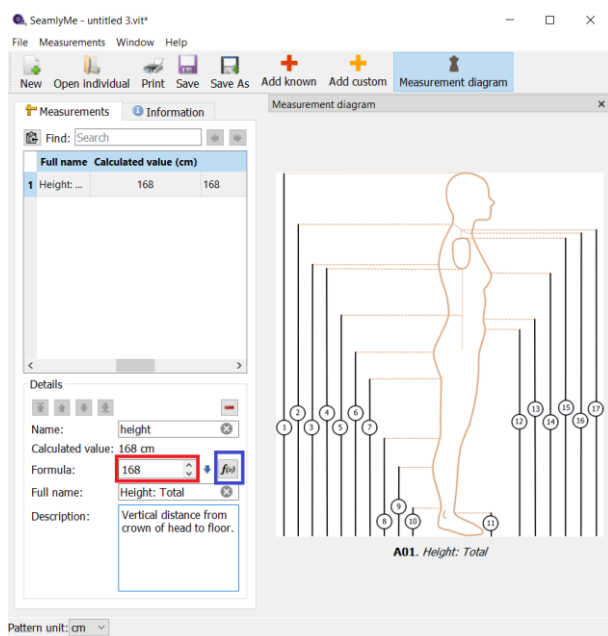 SeamlyMe - untitled 3.vit*
File Measurements Window Help
New Open individual Print Save Save As Add known Add custom Measurement diagram
Measurements Information
Measurement diagram
Find: Search
Full name Calculated value (cm)
1 Height: ... 168 168
Details
Name: height
Calculated value: 168 cm
Formula: 168 f(x)
Full name: Height: Total
Description: Vertical distance from
crown of head to floor.
1 2 3 4 5 6 7 8 9 10 11 12 13 14 15 16 17
A01. Height: Total
Pattern unit: cm